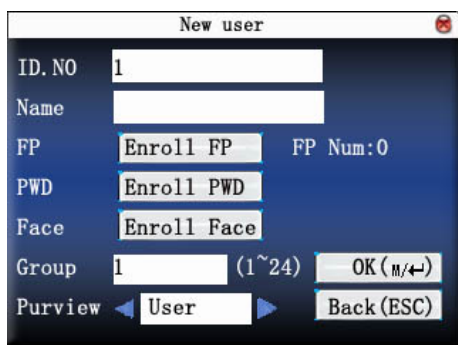 New user
ID.NO 1
Name
FP Enroll FP FP Num:0
PWD Enroll PWD
Face Enroll Face
Group 1 (1~24) OK(M/↵)
Purview User Back(ESC)